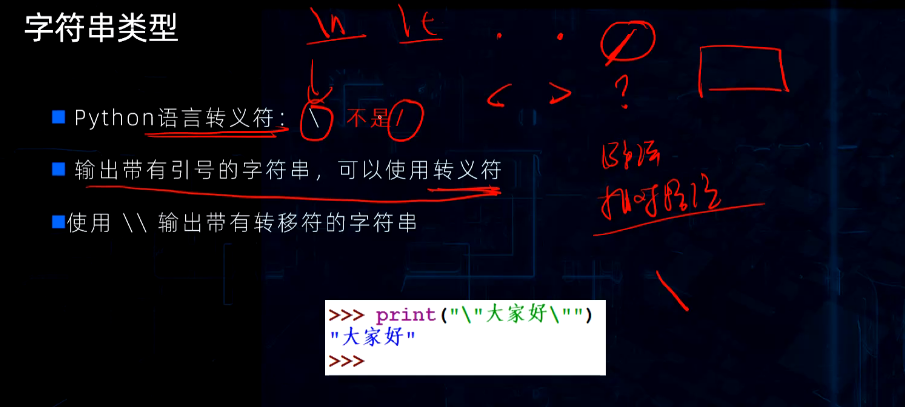 字符串类型
\n \t . .
< > ?
Python语言转义符： \ 不是/
输出带有引号的字符串，可以使用转义符
相对路径
使用 \\ 输出带有转移符的字符串
\
>>> print("\"大家好\"")
"大家好"
>>>